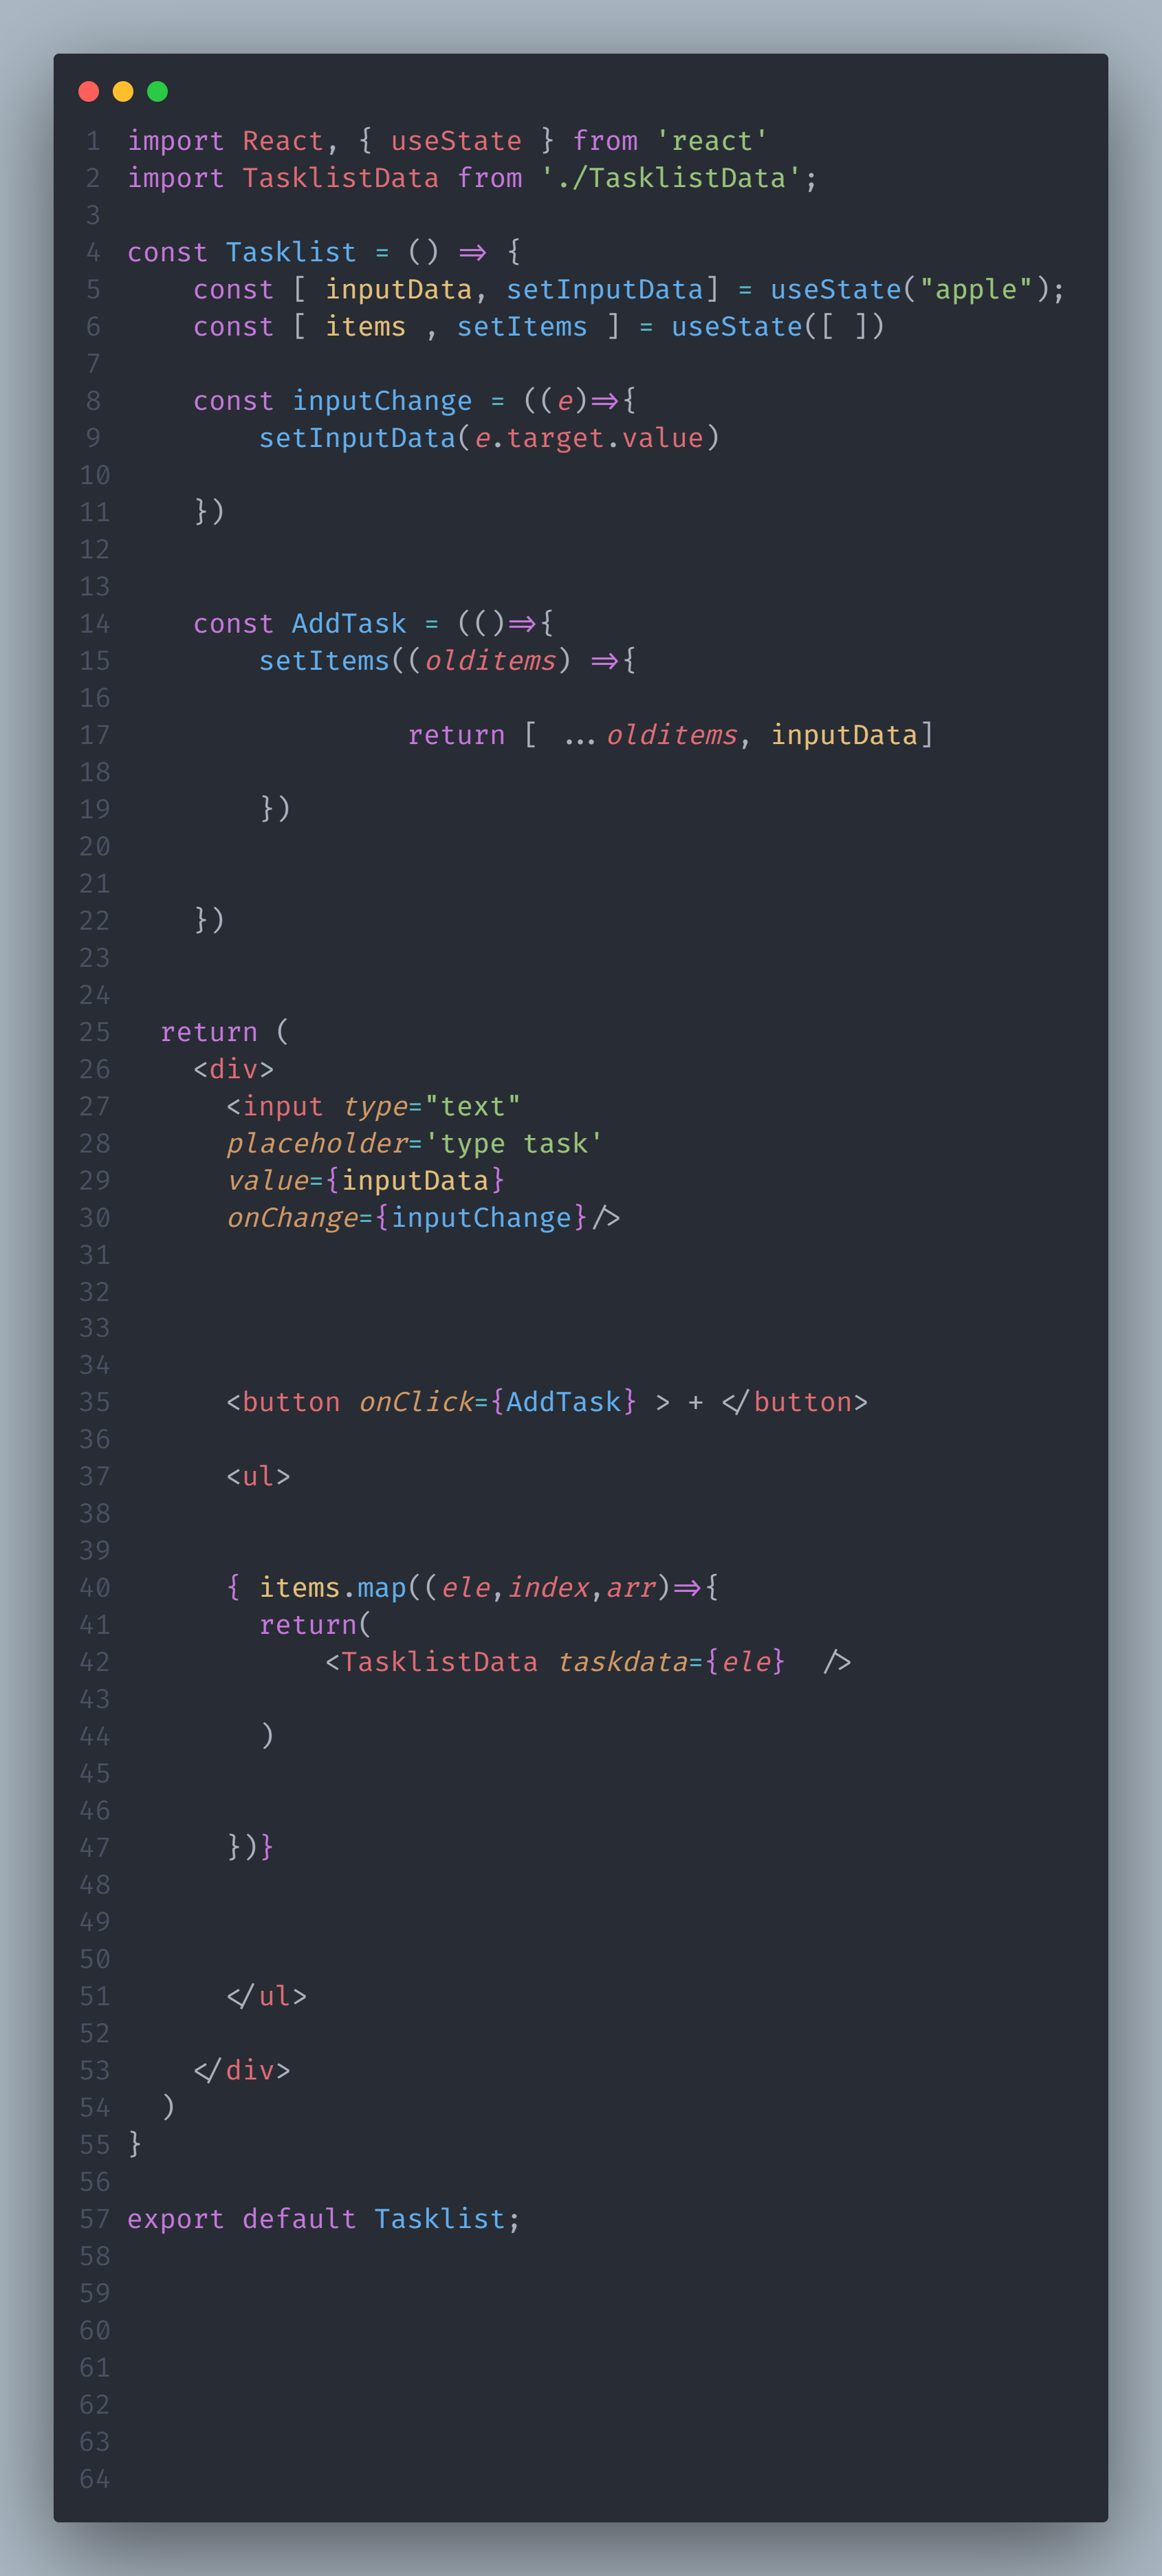 1 import React, { useState } from 'react'
2 import TasklistData from './TasklistData';
3
4 const Tasklist = () => {
5     const [ inputData, setInputData] = useState("apple");
6     const [ items , setItems ] = useState([ ])
7
8     const inputChange = ((e)=>{
9         setInputData(e.target.value)
10
11     })
12
13
14     const AddTask = (()=>{
15         setItems((olditems) =>{
16
17                  return [ ...olditems, inputData]
18
19         })
20
21
22     })
23
24
25   return (
26     <div>
27       <input type="text"
28       placeholder='type task'
29       value={inputData}
30       onChange={inputChange}/>
31
32
33
34
35       <button onClick={AddTask} > + </button>
36
37       <ul>
38
39
40       { items.map((ele,index,arr)=>{
41         return(
42             <TasklistData taskdata={ele}  />
43
44         )
45
46
47       })}
48
49
50
51       </ul>
52
53     </div>
54   )
55 }
56
57 export default Tasklist;
58
59
60
61
62
63
64